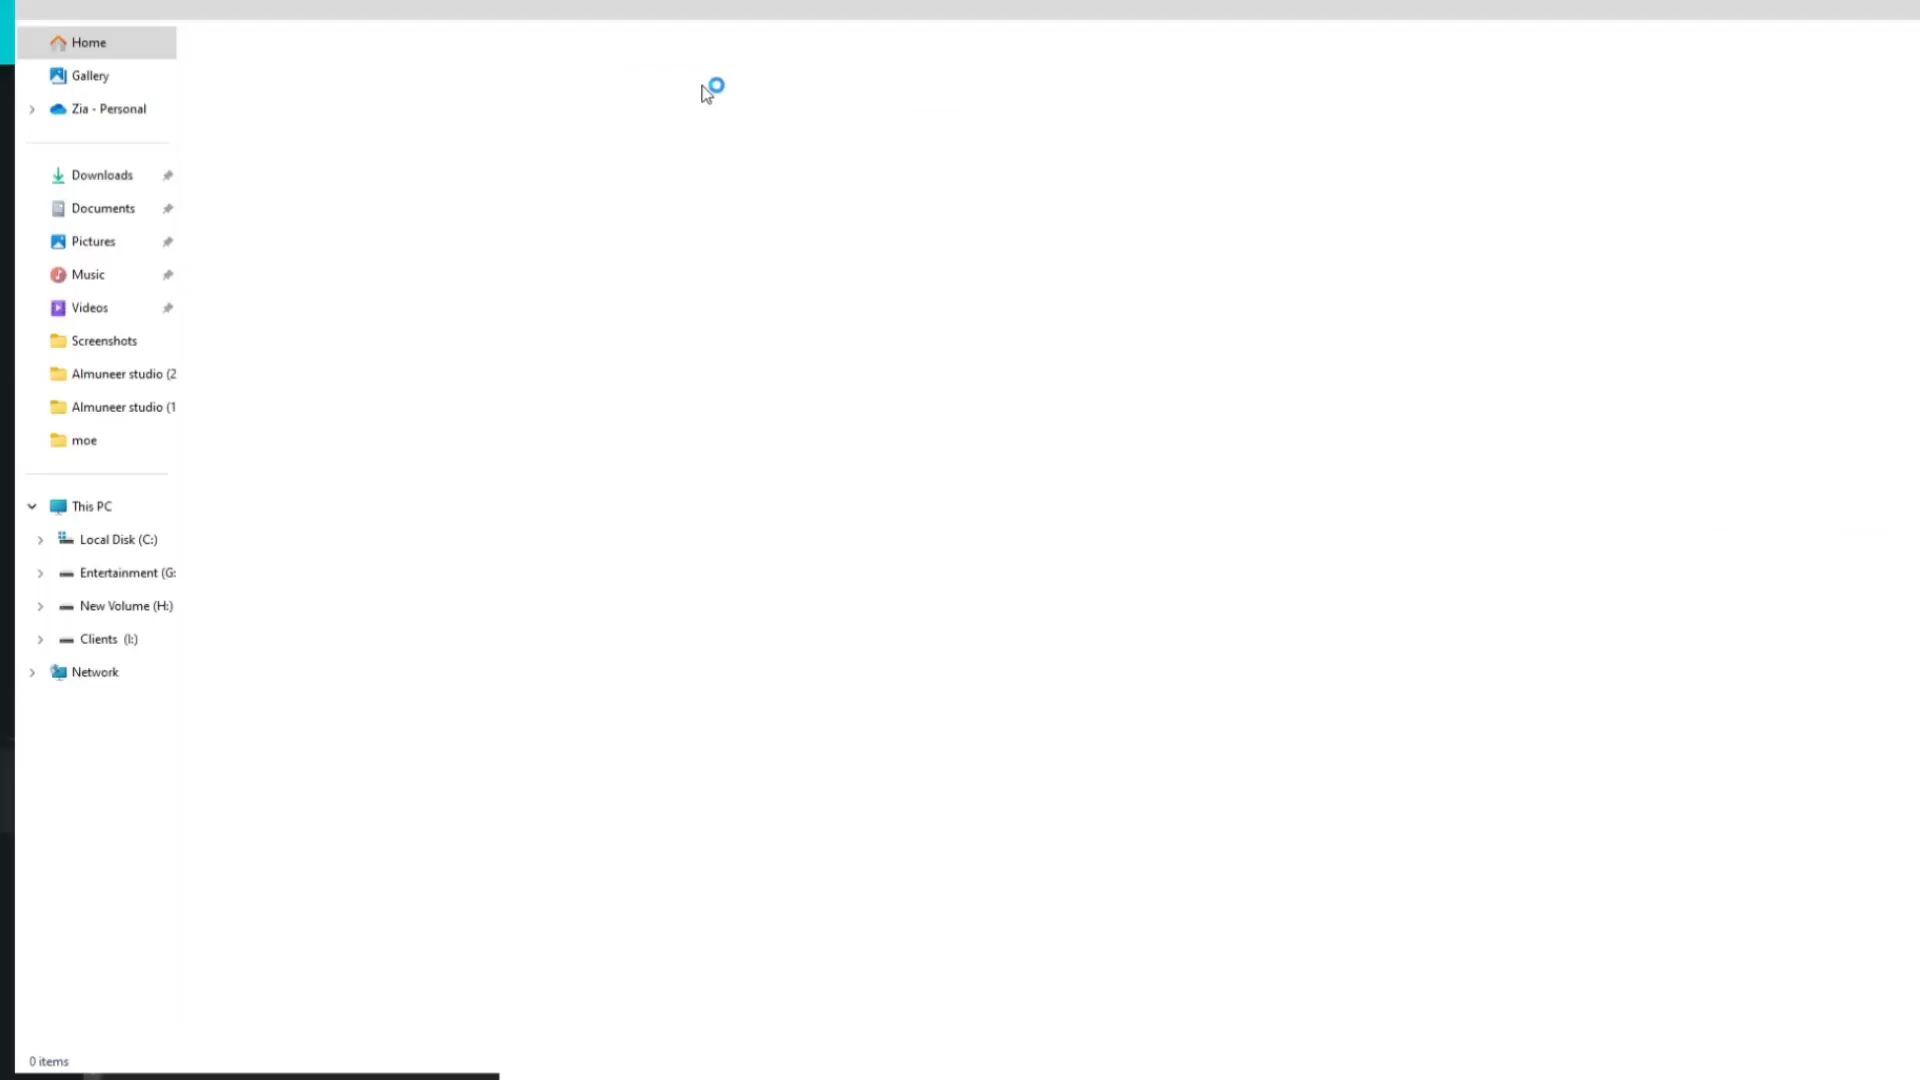 Home
Gallery
Zia - Personal
Downloads
Documents
Pictures
Music
Videos
Screenshots
Almuneer studio (2
Almuneer studio (1
moe
This PC
Local Disk (C:)
Entertainment (G:
New Volume (H:)
Clients (I:)
Network
0 items